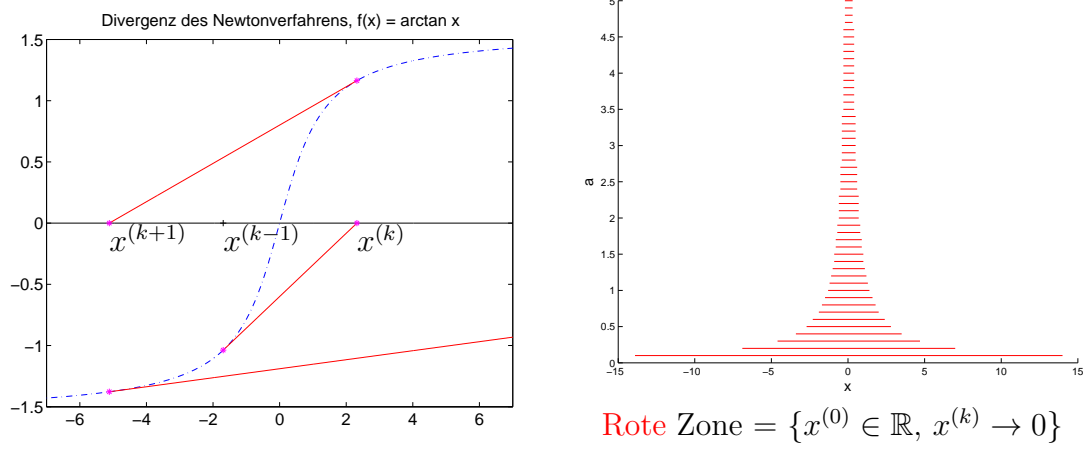 Divergenz des Newtonverfahrens, f(x) = arctan x
1.5
1
0.5
0
−0.5
−1
−1.5
x^{(k+1)} x^{(k−1)} x^{(k)}
−6 −4 −2 0 2 4 6
5
4.5
4
3.5
3
2.5
2
1.5
1
0.5
0
a
−15 −10 −5 0 5 10 15
x
Rote Zone = {x^{(0)} ∈ ℝ, x^{(k)} → 0}